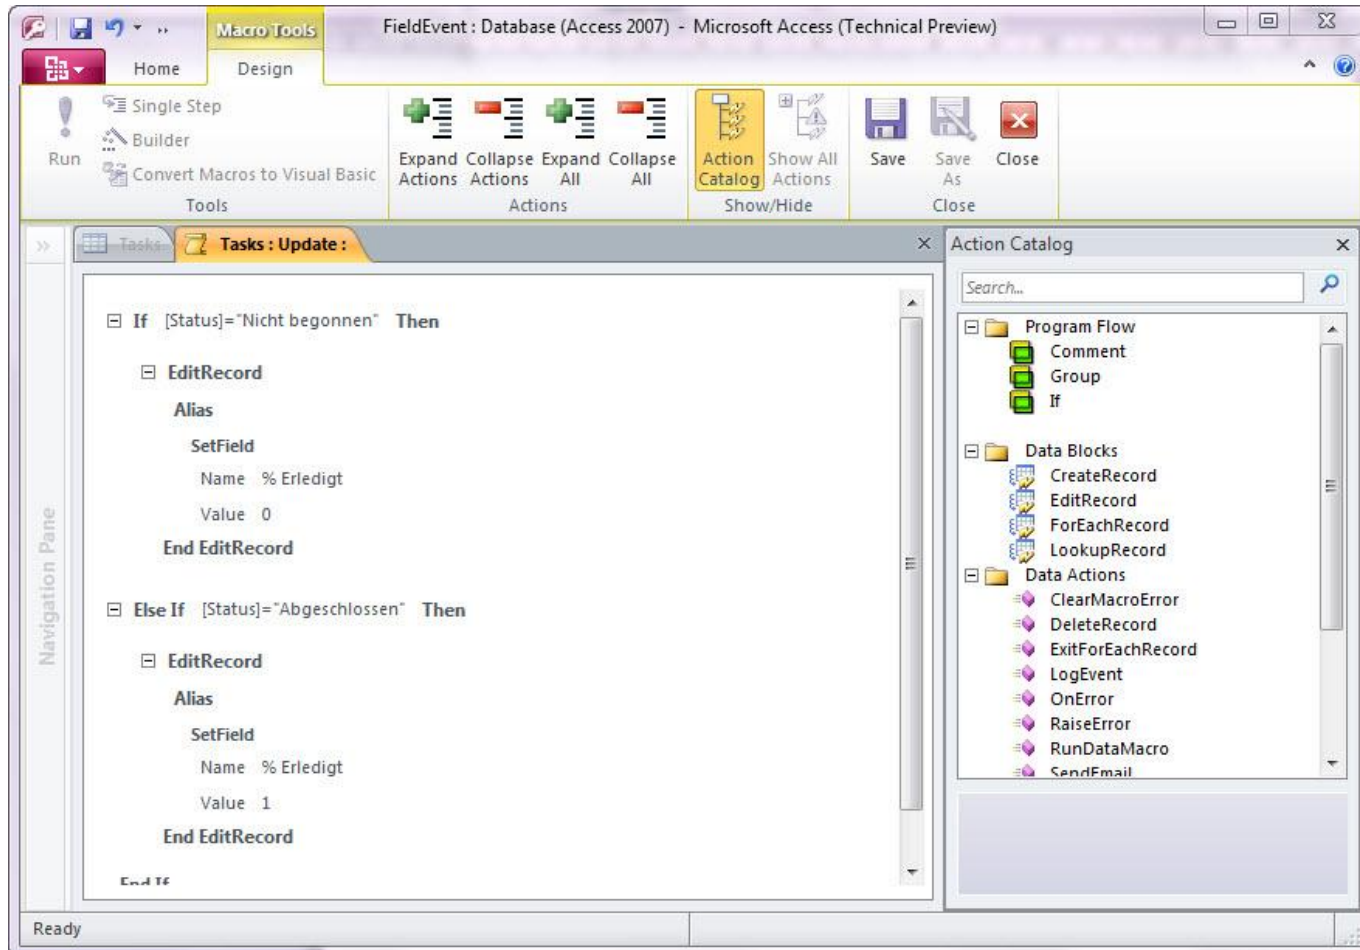 Macro Tools
FieldEvent : Database (Access 2007) - Microsoft Access (Technical Preview)
Home
Design
Run
Single Step
Builder
Convert Macros to Visual Basic
Tools
Expand Actions
Collapse Actions
Expand All
Collapse All
Actions
Action Catalog
Show All Actions
Show/Hide
Save
Save As
Close
Close
Tasks
Tasks : Update :
Navigation Pane
If [Status]="Nicht begonnen" Then
EditRecord
Alias
SetField
Name % Erledigt
Value 0
End EditRecord
Else If [Status]="Abgeschlossen" Then
EditRecord
Alias
SetField
Name % Erledigt
Value 1
End EditRecord
End If
Action Catalog
Search...
Program Flow
Comment
Group
If
Data Blocks
CreateRecord
EditRecord
ForEachRecord
LookupRecord
Data Actions
ClearMacroError
DeleteRecord
ExitForEachRecord
LogEvent
OnError
RaiseError
RunDataMacro
SendEmail
Ready